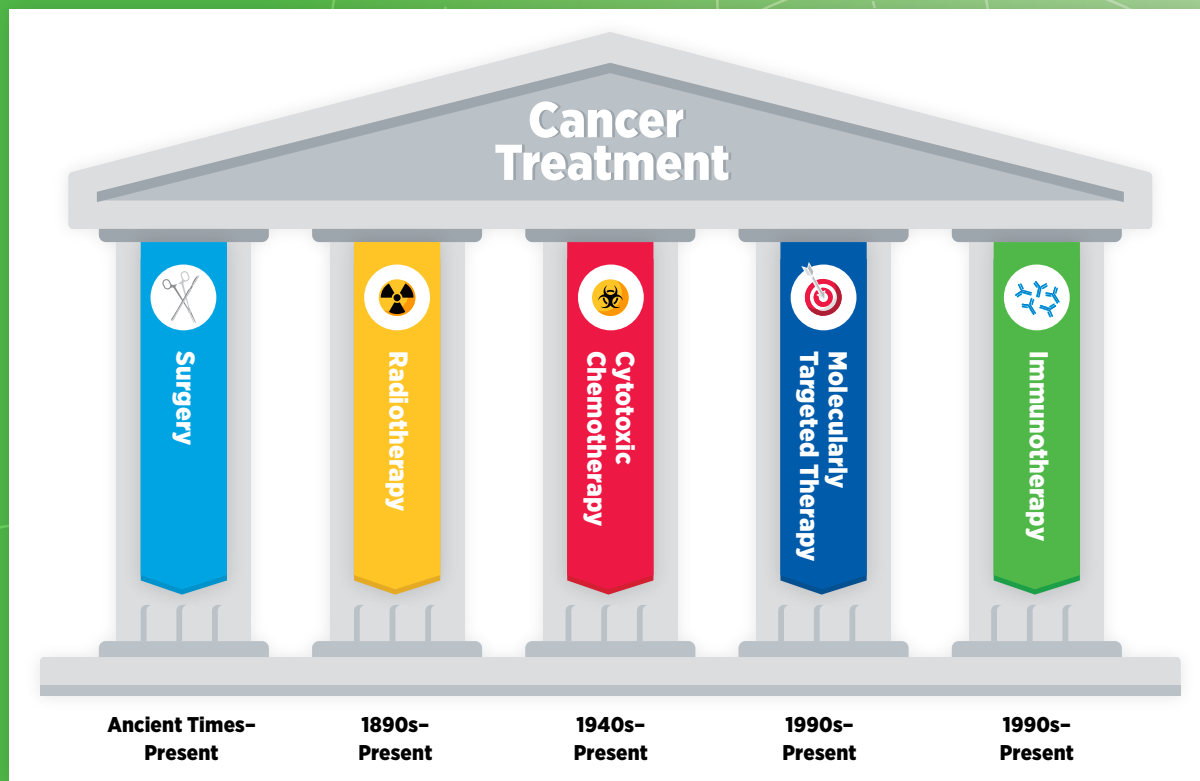 Cancer
Treatment
Surgery
Radiotherapy
Cytotoxic
Chemotherapy
Molecularly
Targeted Therapy
Immunotherapy
Ancient Times–
Present
1890s–
Present
1940s–
Present
1990s–
Present
1990s–
Present